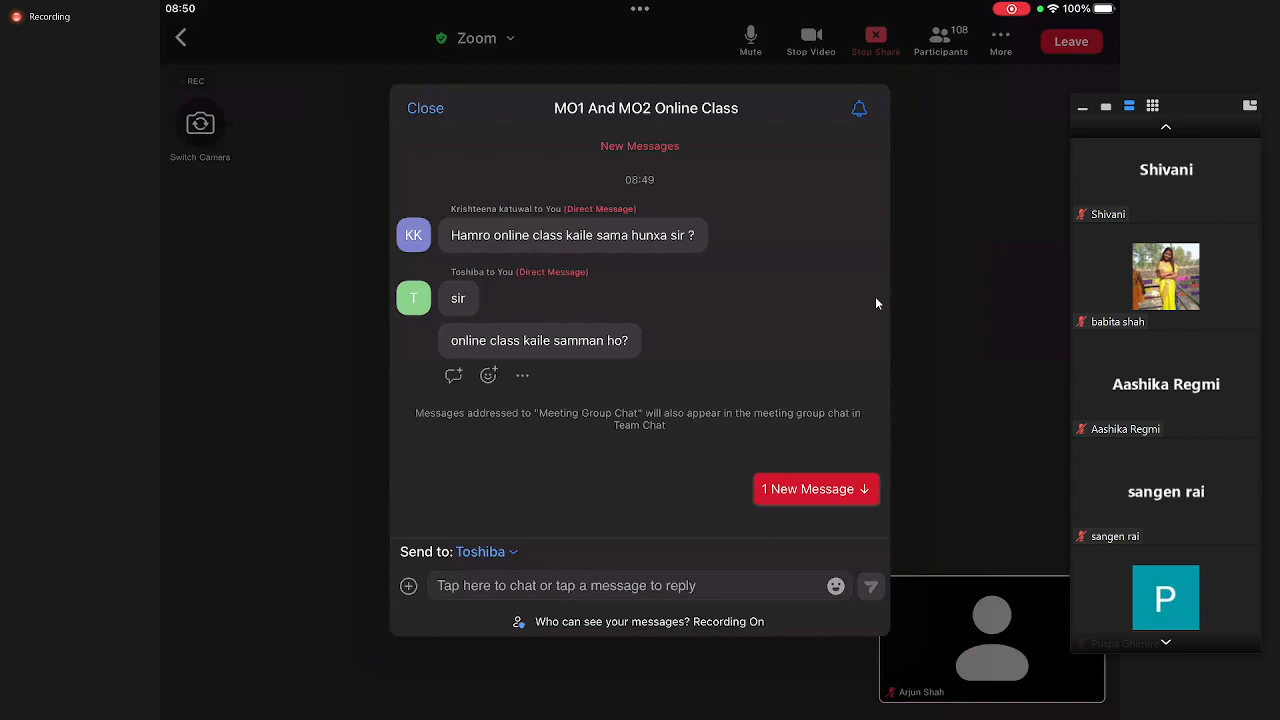 Recording
08:50
100%
Zoom
Mute
Stop Video
Stop Share
108
Participants
More
Leave
REC
Switch Camera
Close
MO1 And MO2 Online Class
New Messages
08:49
Krishteena katuwal to You (Direct Message)
KK
Hamro online class kaile sama hunxa sir ?
Toshiba to You (Direct Message)
T
sir
online class kaile samman ho?
Messages addressed to "Meeting Group Chat" will also appear in the meeting group chat in
Team Chat
1 New Message
Send to: Toshiba
Tap here to chat or tap a message to reply
Who can see your messages? Recording On
Shivani
Shivani
babita shah
Aashika Regmi
Aashika Regmi
sangen rai
sangen rai
P
Puspa Ghimire
Arjun Shah